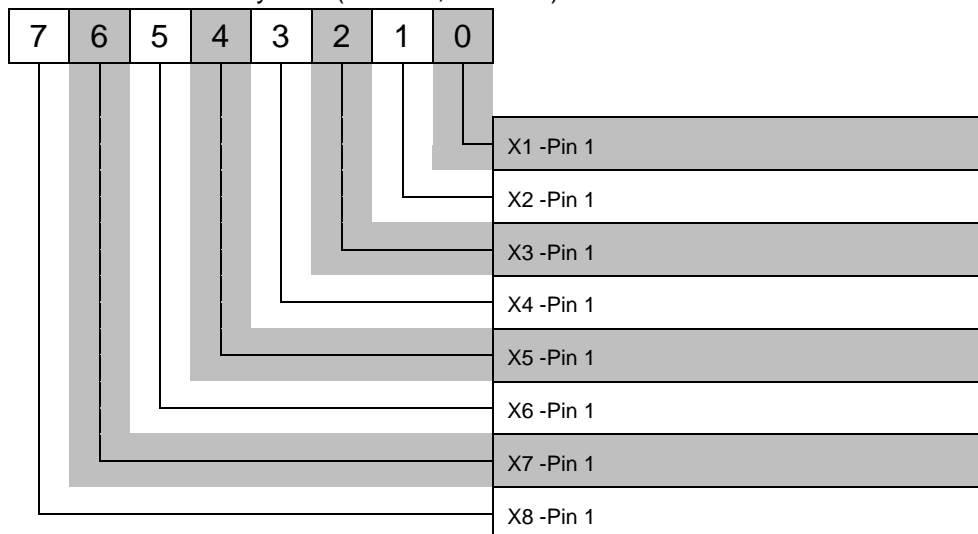 7 6 5 4 3 2 1 0
X1 -Pin 1
X2 -Pin 1
X3 -Pin 1
X4 -Pin 1
X5 -Pin 1
X6 -Pin 1
X7 -Pin 1
X8 -Pin 1